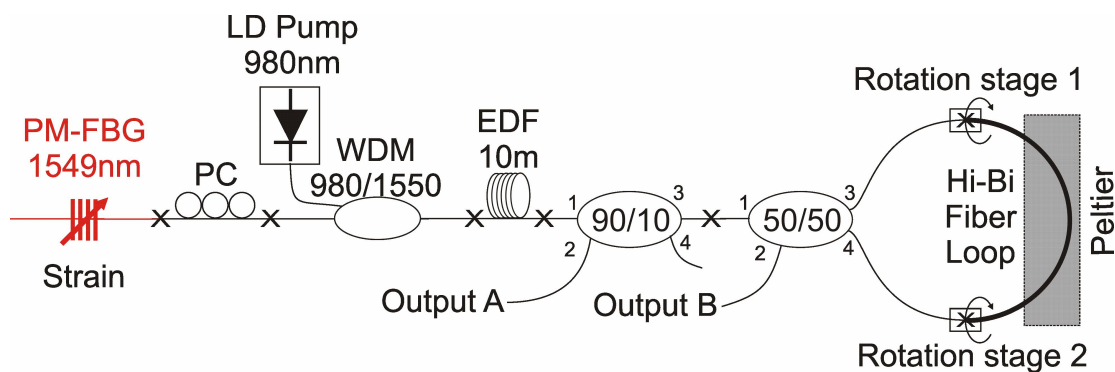 LD Pump
980nm
PM-FBG
1549nm
Strain
PC
WDM
980/1550
EDF
10m
1
2
3
4
90/10
Output A
1
2
3
4
50/50
Output B
Rotation stage 1
Hi-Bi
Fiber
Loop
Peltier
Rotation stage 2